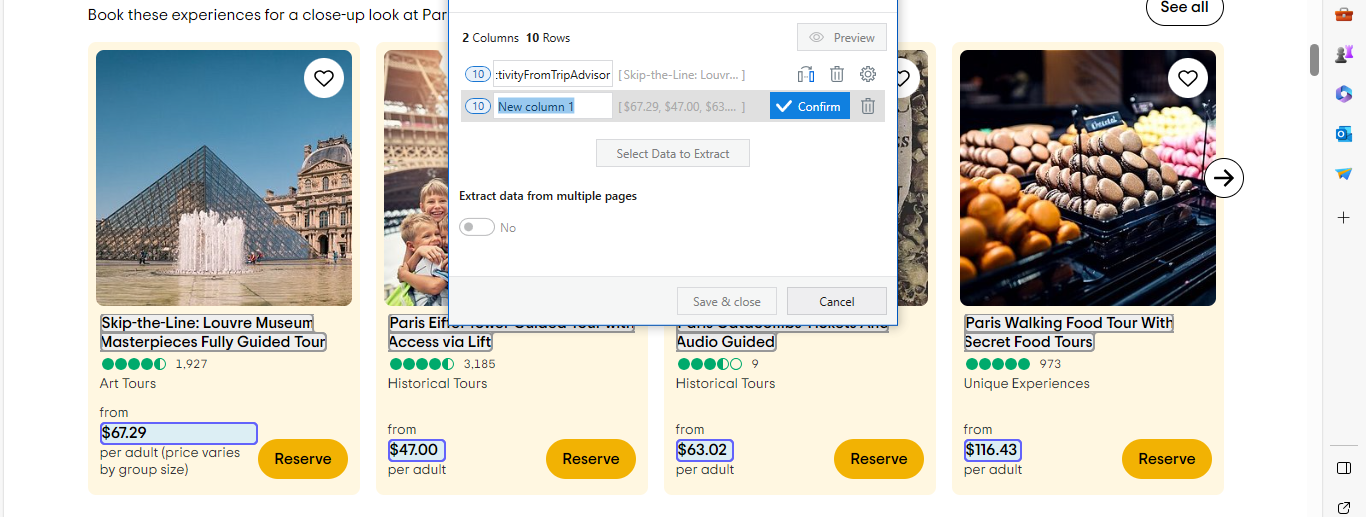 Book these experiences for a close-up look at Par
See all
2 Columns 10 Rows
Preview
10 :tivityFromTripAdvisor [Skip-the-Line: Louvr... ]
10 New column 1 [$67.29, $47.00, $63.... ] Confirm
Select Data to Extract
Extract data from multiple pages
No
Save & close Cancel
Skip-the-Line: Louvre Museum
Masterpieces Fully Guided Tour
1,927
Art Tours
from
$67.29
per adult (price varies
by group size)
Reserve
Paris Eiffel Tower Guided Tour with
Access via Lift
3,185
Historical Tours
from
$47.00
per adult
Reserve
Paris Catacombs Tickets And
Audio Guided
9
Historical Tours
from
$63.02
per adult
Reserve
Paris Walking Food Tour With
Secret Food Tours
973
Unique Experiences
from
$116.43
per adult
Reserve